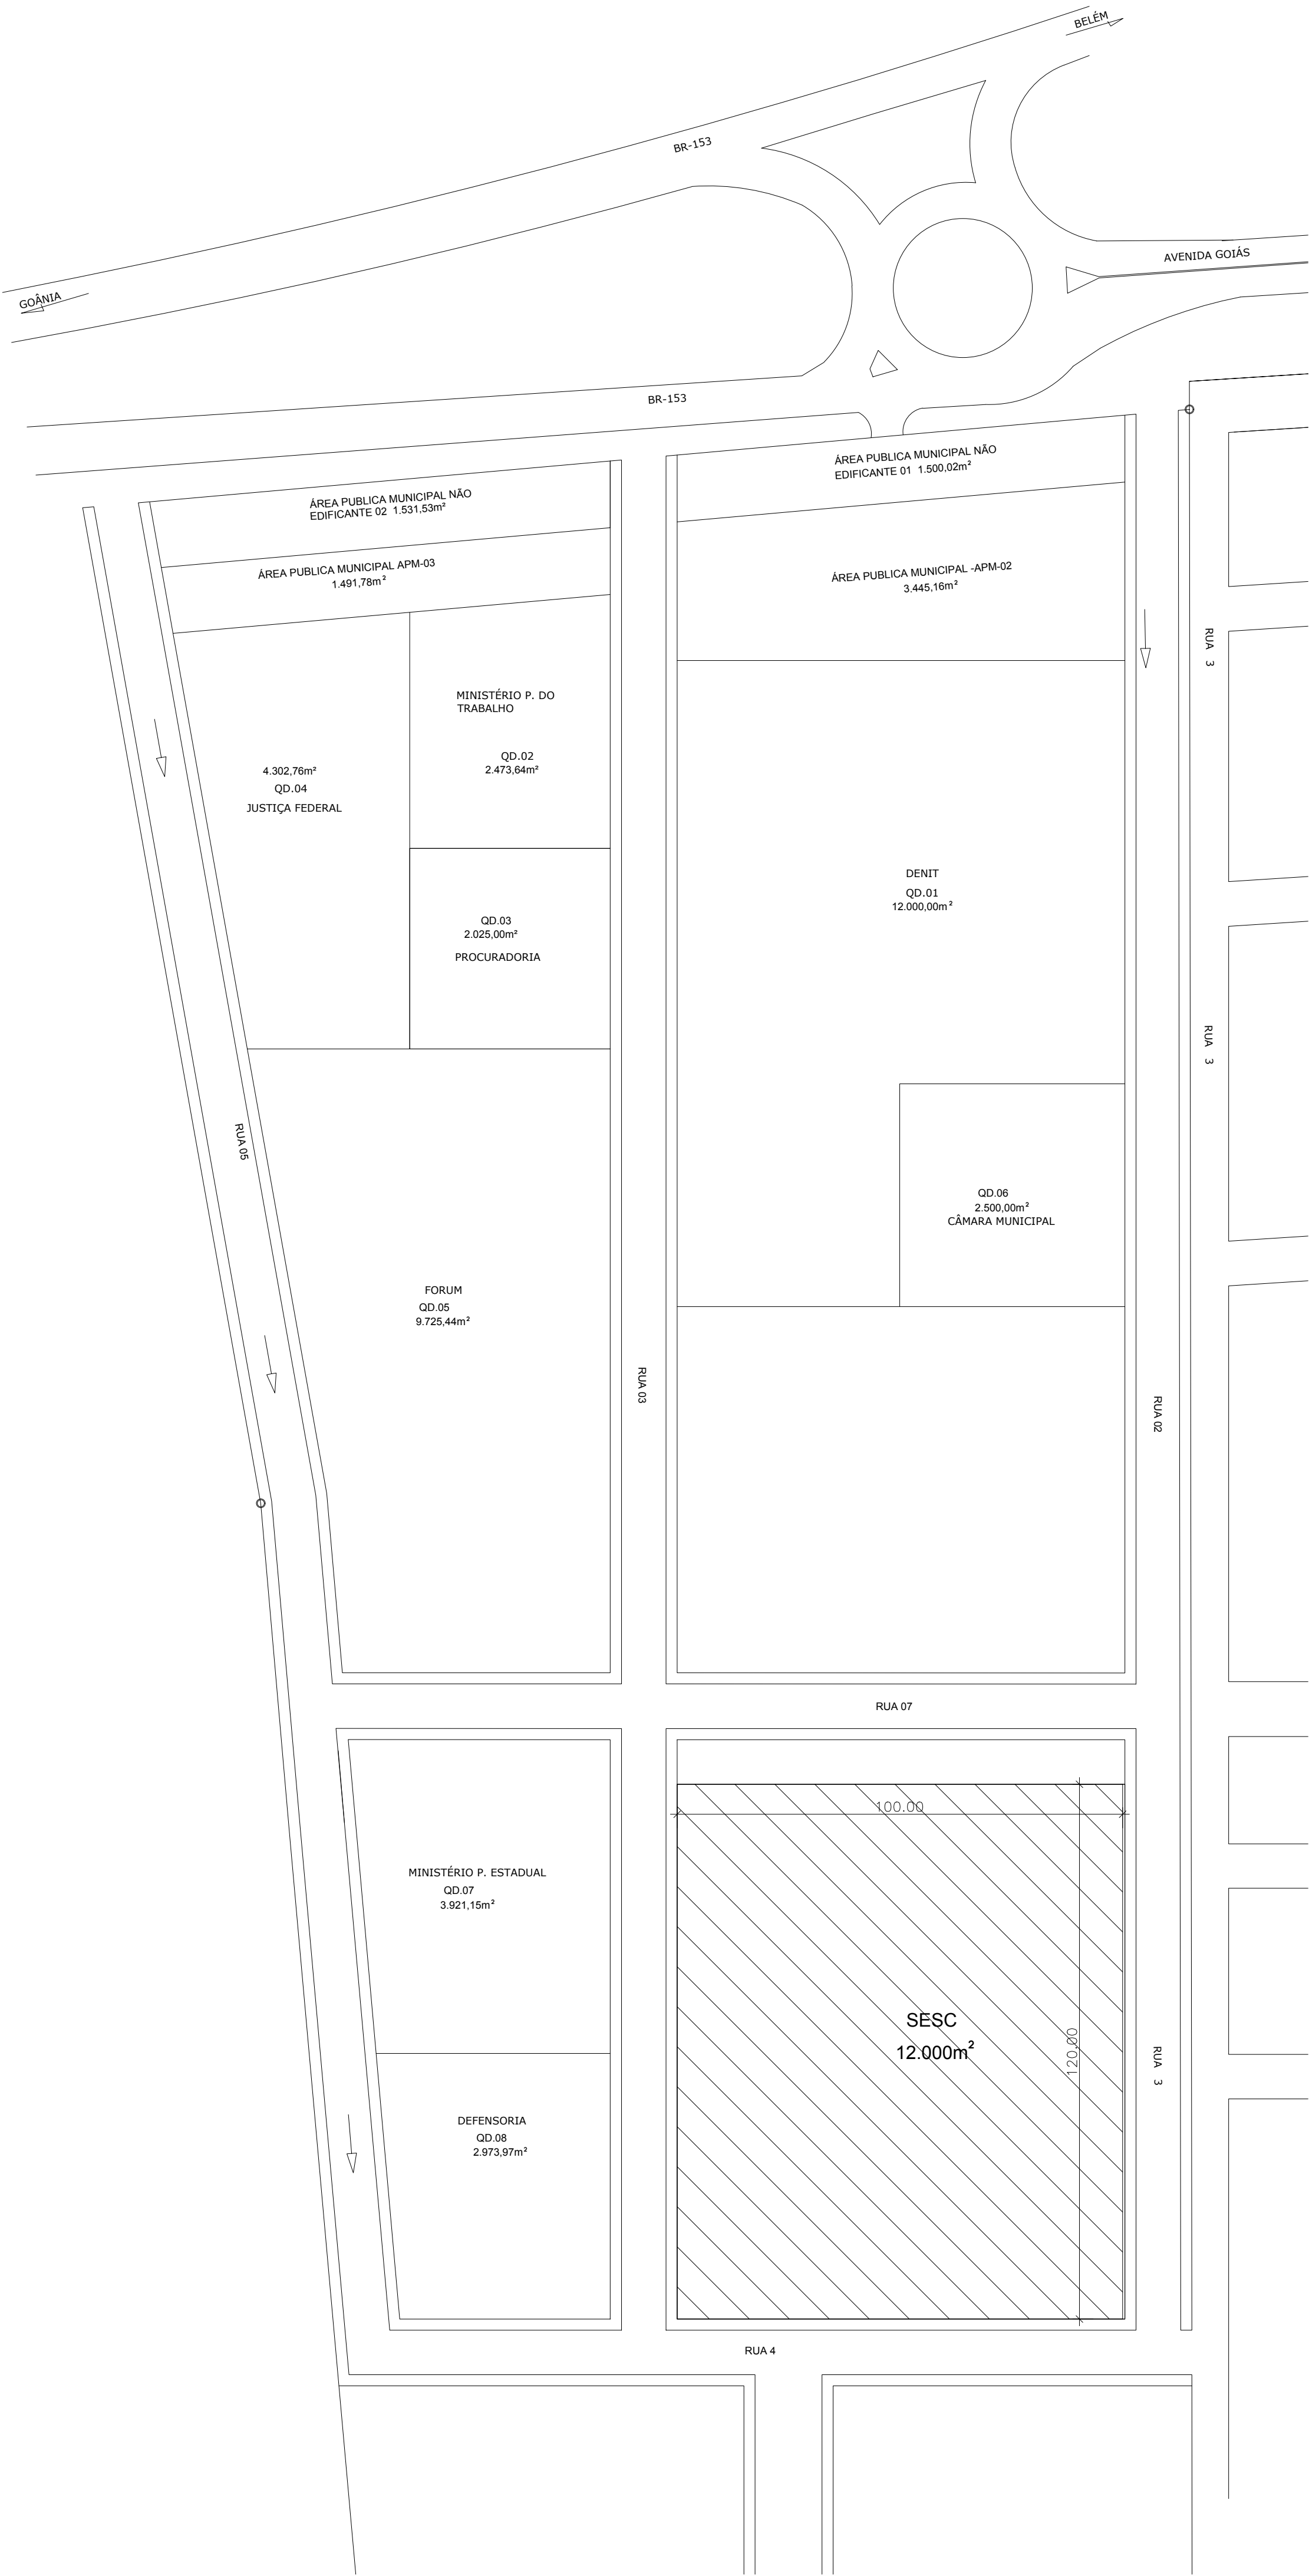 BELÉM
BR-153
AVENIDA GOIÁS
GOÂNIA
BR-153
ÁREA PUBLICA MUNICIPAL NÃO
EDIFICANTE 01 1.500,02m²
ÁREA PUBLICA MUNICIPAL NÃO
EDIFICANTE 02 1.531,53m²
ÁREA PUBLICA MUNICIPAL APM-03
1.491,78m²
ÁREA PUBLICA MUNICIPAL -APM-02
3.445,16m²
RUA 3
MINISTÉRIO P. DO
TRABALHO
QD.02
2.473,64m²
4.302,76m²
QD.04
JUSTIÇA FEDERAL
DENIT
QD.01
12.000,00m²
QD.03
2.025,00m²
PROCURADORIA
RUA 3
RUA 05
QD.06
2.500,00m²
CÂMARA MUNICIPAL
FORUM
QD.05
9.725,44m²
RUA 03
RUA 02
RUA 07
100.00
MINISTÉRIO P. ESTADUAL
QD.07
3.921,15m²
SESC
12.000m²
120.00
RUA 3
DEFENSORIA
QD.08
2.973,97m²
RUA 4